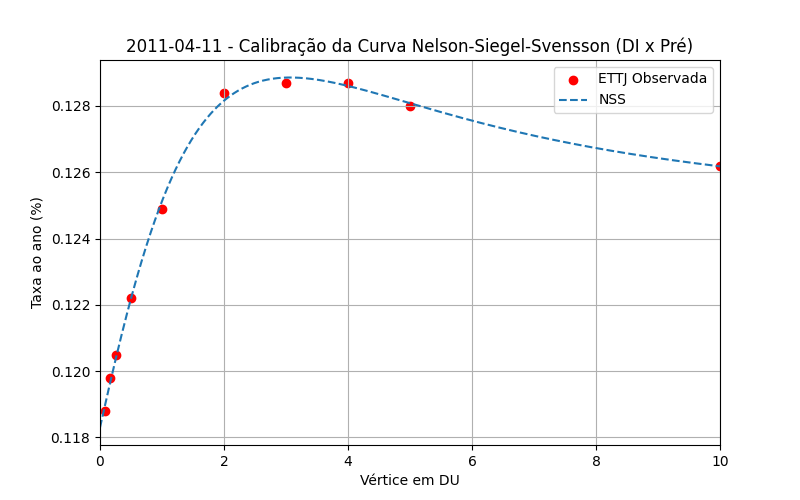 2011-04-11 - Calibração da Curva Nelson-Siegel-Svensson (DI x Pré)
ETTJ Observada
NSS
Taxa ao ano (%)
0.128
0.126
0.124
0.122
0.120
0.118
0 2 4 6 8 10
Vértice em DU